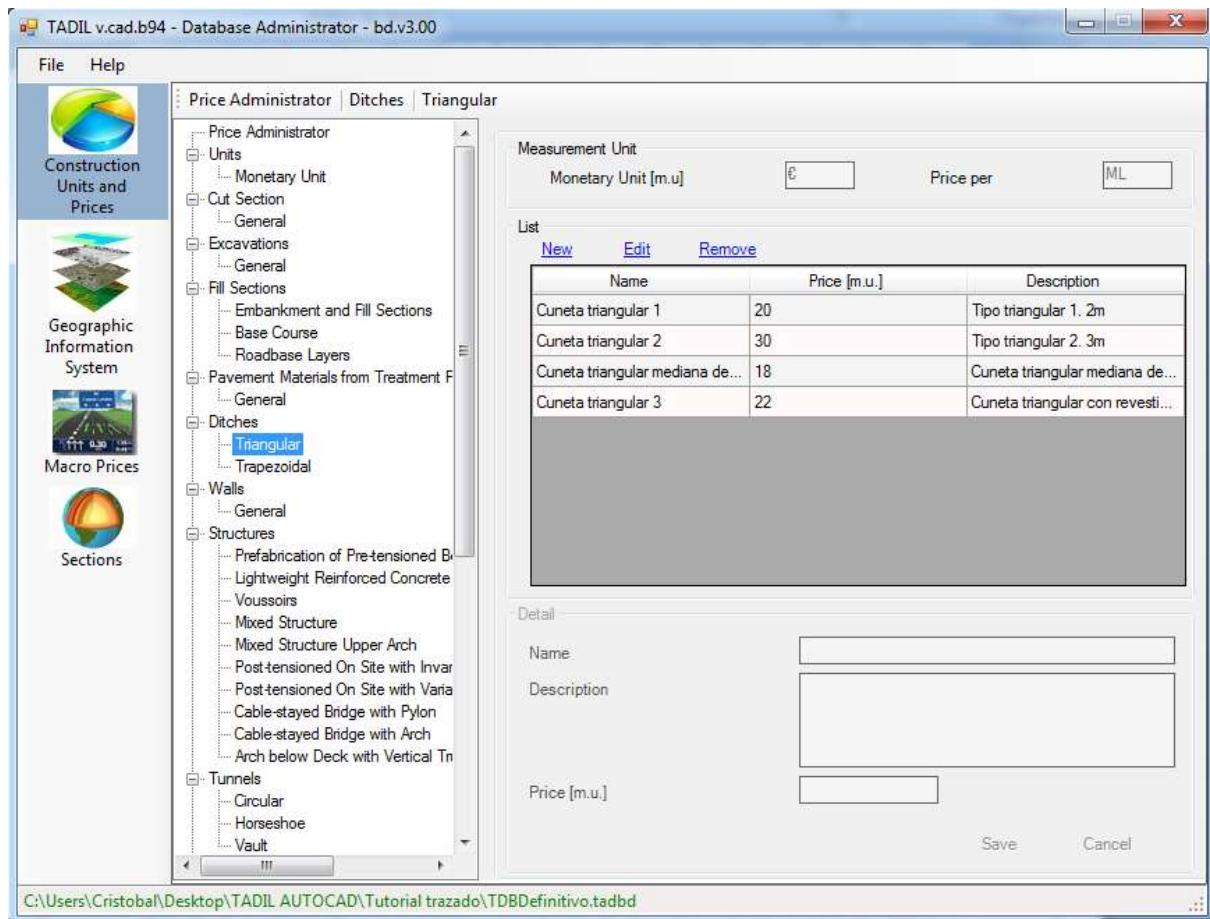 TADIL v.cad.b94 - Database Administrator - bd.v3.00
File Help
Construction
Units and
Prices
Geographic
Information
System
Macro Prices
Sections
Price Administrator Ditches Triangular
Price Administrator
Units
Monetary Unit
Cut Section
General
Excavations
General
Fill Sections
Embankment and Fill Sections
Base Course
Roadbase Layers
Pavement Materials from Treatment F
General
Ditches
Triangular
Trapezoidal
Walls
General
Structures
Prefabrication of Pre-tensioned B
Lightweight Reinforced Concrete
Voussoirs
Mixed Structure
Mixed Structure Upper Arch
Post-tensioned On Site with Invar
Post-tensioned On Site with Varia
Cable-stayed Bridge with Pylon
Cable-stayed Bridge with Arch
Arch below Deck with Vertical Tr
Tunnels
Circular
Horseshoe
Vault
Measurement Unit
Monetary Unit [m.u] € Price per ML
List
New Edit Remove
Name Price [m.u.] Description
Cuneta triangular 1 20 Tipo triangular 1. 2m
Cuneta triangular 2 30 Tipo triangular 2. 3m
Cuneta triangular mediana de... 18 Cuneta triangular mediana de...
Cuneta triangular 3 22 Cuneta triangular con revesti...
Detail
Name
Description
Price [m.u.]
Save Cancel
C:\Users\Cristobal\Desktop\TADIL AUTOCAD\Tutorial trazado\TDBDefinitivo.tadbd